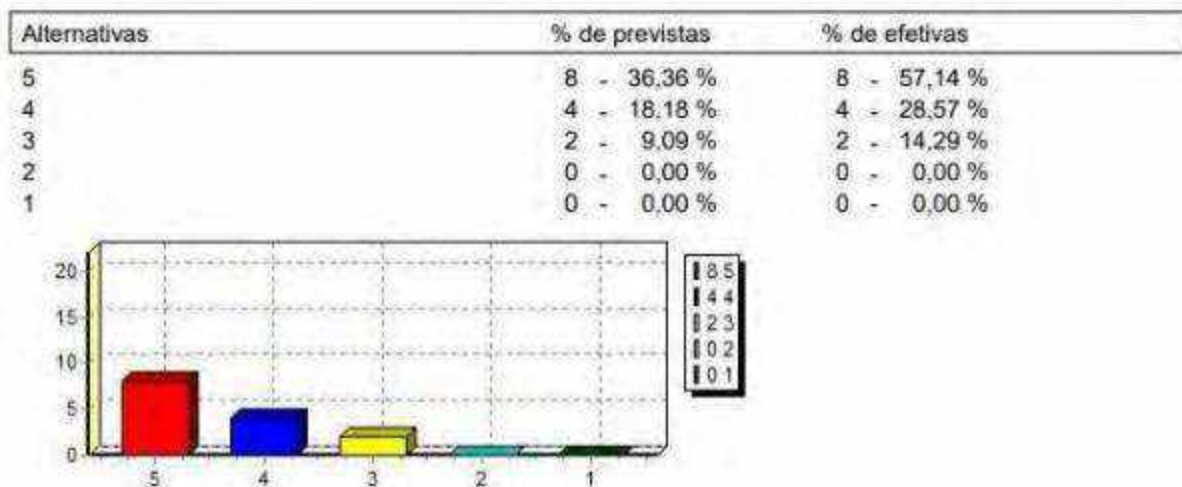 Alternativas % de previstas % de efetivas
5 8 - 36,36 % 8 - 57,14 %
4 4 - 18,18 % 4 - 28,57 %
3 2 - 9,09 % 2 - 14,29 %
2 0 - 0,00 % 0 - 0,00 %
1 0 - 0,00 % 0 - 0,00 %
20
15
10
5
0
5 4 3 2 1
8 5
4 4
2 3
0 2
0 1